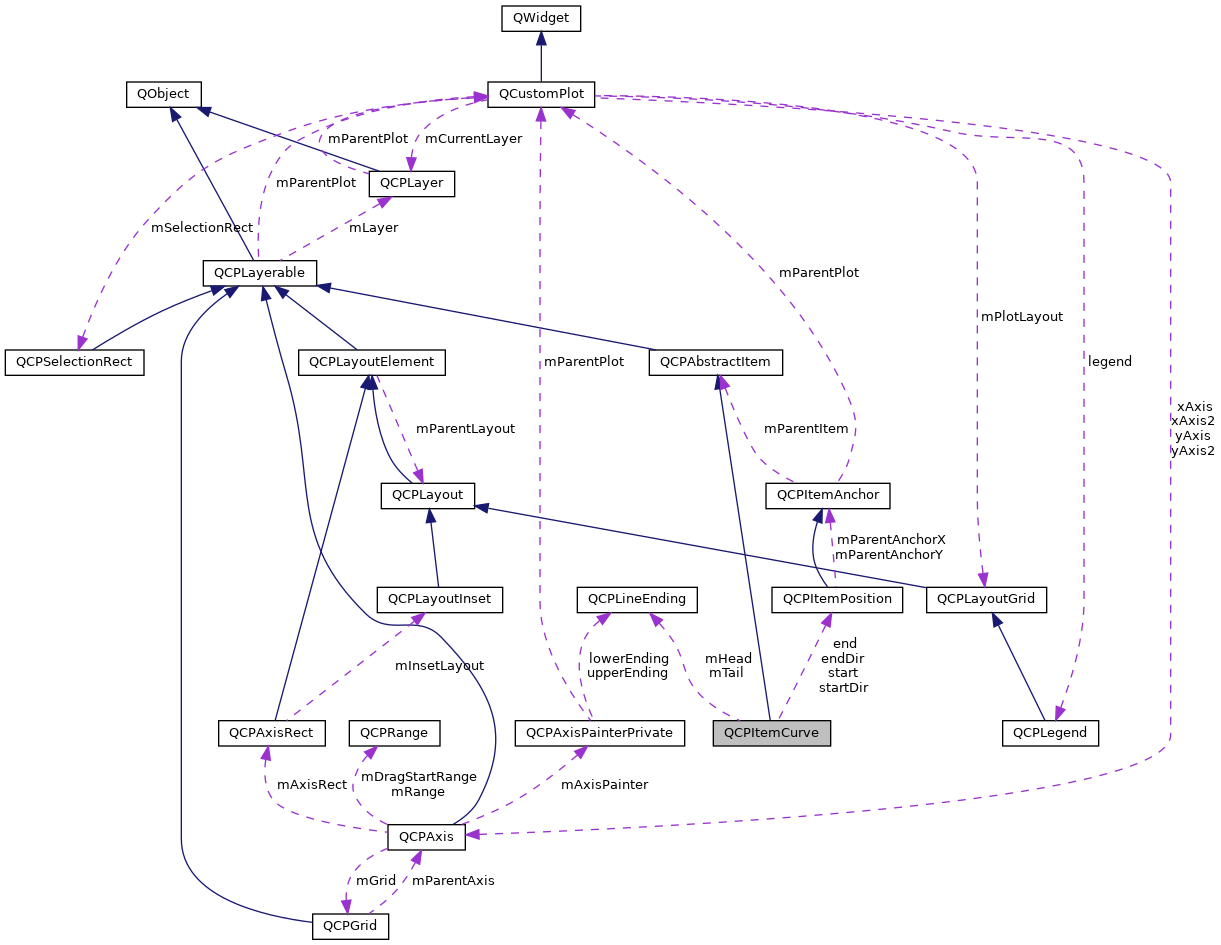 QWidget
QObject
QCustomPlot
mParentPlot
mCurrentLayer
QCPLayer
mParentPlot
mSelectionRect
mLayer
QCPLayerable
mParentPlot
mPlotLayout
QCPSelectionRect
QCPLayoutElement
mParentPlot
QCPAbstractItem
legend
xAxis
xAxis2
yAxis
yAxis2
mParentLayout
mParentItem
QCPLayout
QCPItemAnchor
mParentAnchorX
mParentAnchorY
QCPLayoutInset
QCPLineEnding
QCPItemPosition
QCPLayoutGrid
mInsetLayout
lowerEnding
upperEnding
mHead
mTail
end
endDir
start
startDir
QCPAxisRect
QCPRange
QCPAxisPainterPrivate
QCPItemCurve
QCPLegend
mAxisRect
mDragStartRange
mRange
mAxisPainter
QCPAxis
mGrid
mParentAxis
QCPGrid